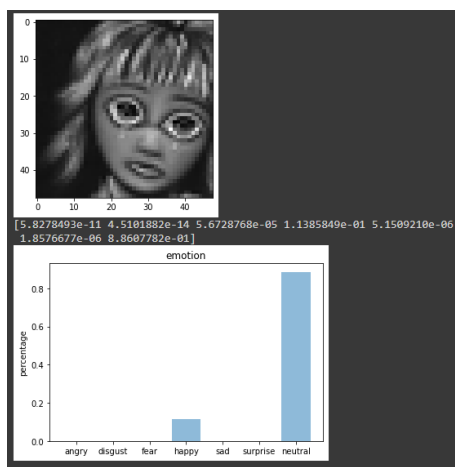 0
10
20
30
40
0 10 20 30 40
[5.8278493e-11 4.5101882e-14 5.6728768e-05 1.1385849e-01 5.1509210e-06
1.8576677e-06 8.8607782e-01]
emotion
0.8
0.6
0.4
0.2
0.0
percentage
angry disgust fear happy sad surprise neutral